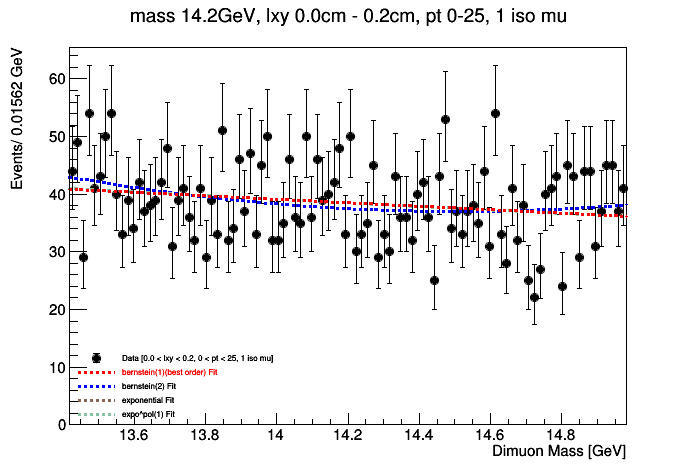 mass 14.2GeV, lxy 0.0cm - 0.2cm, pt 0-25, 1 iso mu
Events/ 0.01562 GeV
60
50
40
30
20
10
0
Data [0.0 < lxy < 0.2, 0 < pt < 25, 1 iso mu]
bernstein(1)(best order) Fit
bernstein(2) Fit
exponential Fit
expo*pol(1) Fit
13.6 13.8 14 14.2 14.4 14.6 14.8
Dimuon Mass [GeV]